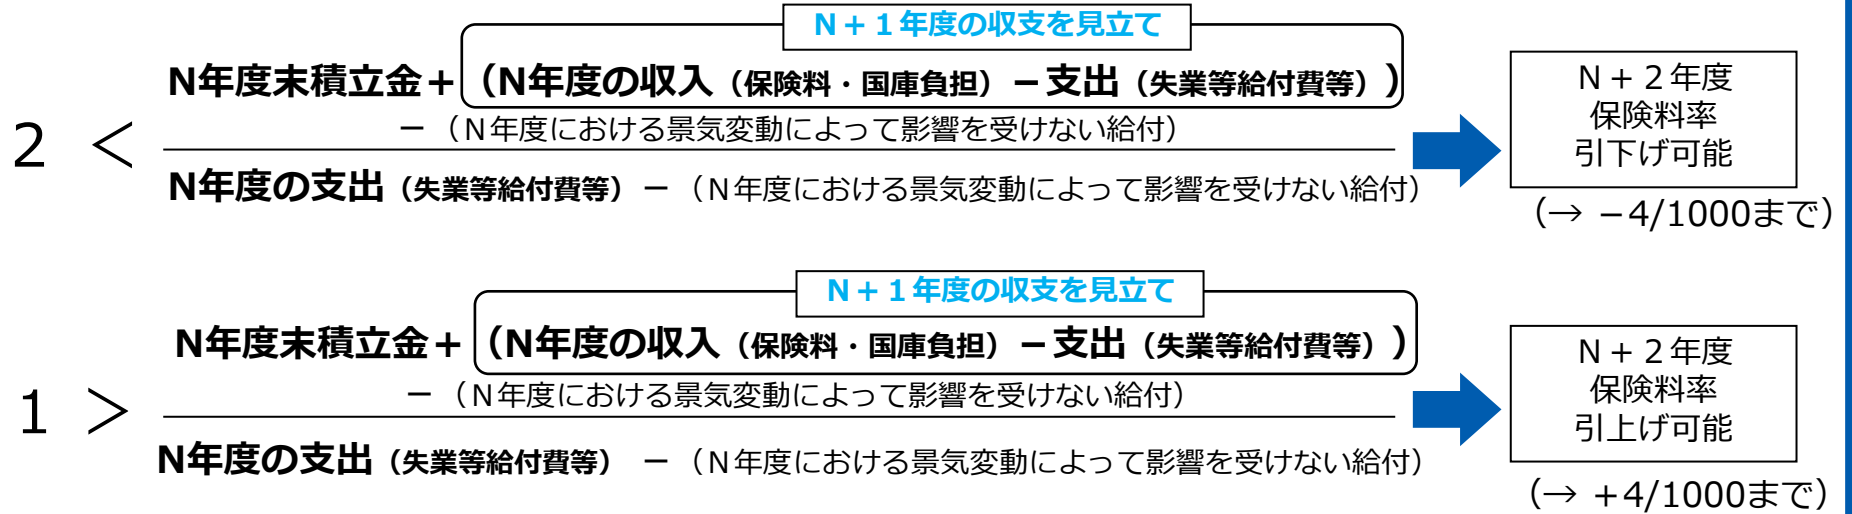 N+1年度の収支を見立て
N年度末積立金+(N年度の収入(保険料・国庫負担)-支出(失業等給付費等))
-(N年度における景気変動によって影響を受けない給付)
2 <
N年度の支出(失業等給付費等)-(N年度における景気変動によって影響を受けない給付)
N+2年度
保険料率
引下げ可能
(→ -4/1000まで)
N+1年度の収支を見立て
N年度末積立金+(N年度の収入(保険料・国庫負担)-支出(失業等給付費等))
-(N年度における景気変動によって影響を受けない給付)
1 >
N年度の支出(失業等給付費等) -(N年度における景気変動によって影響を受けない給付)
N+2年度
保険料率
引上げ可能
(→ +4/1000まで)